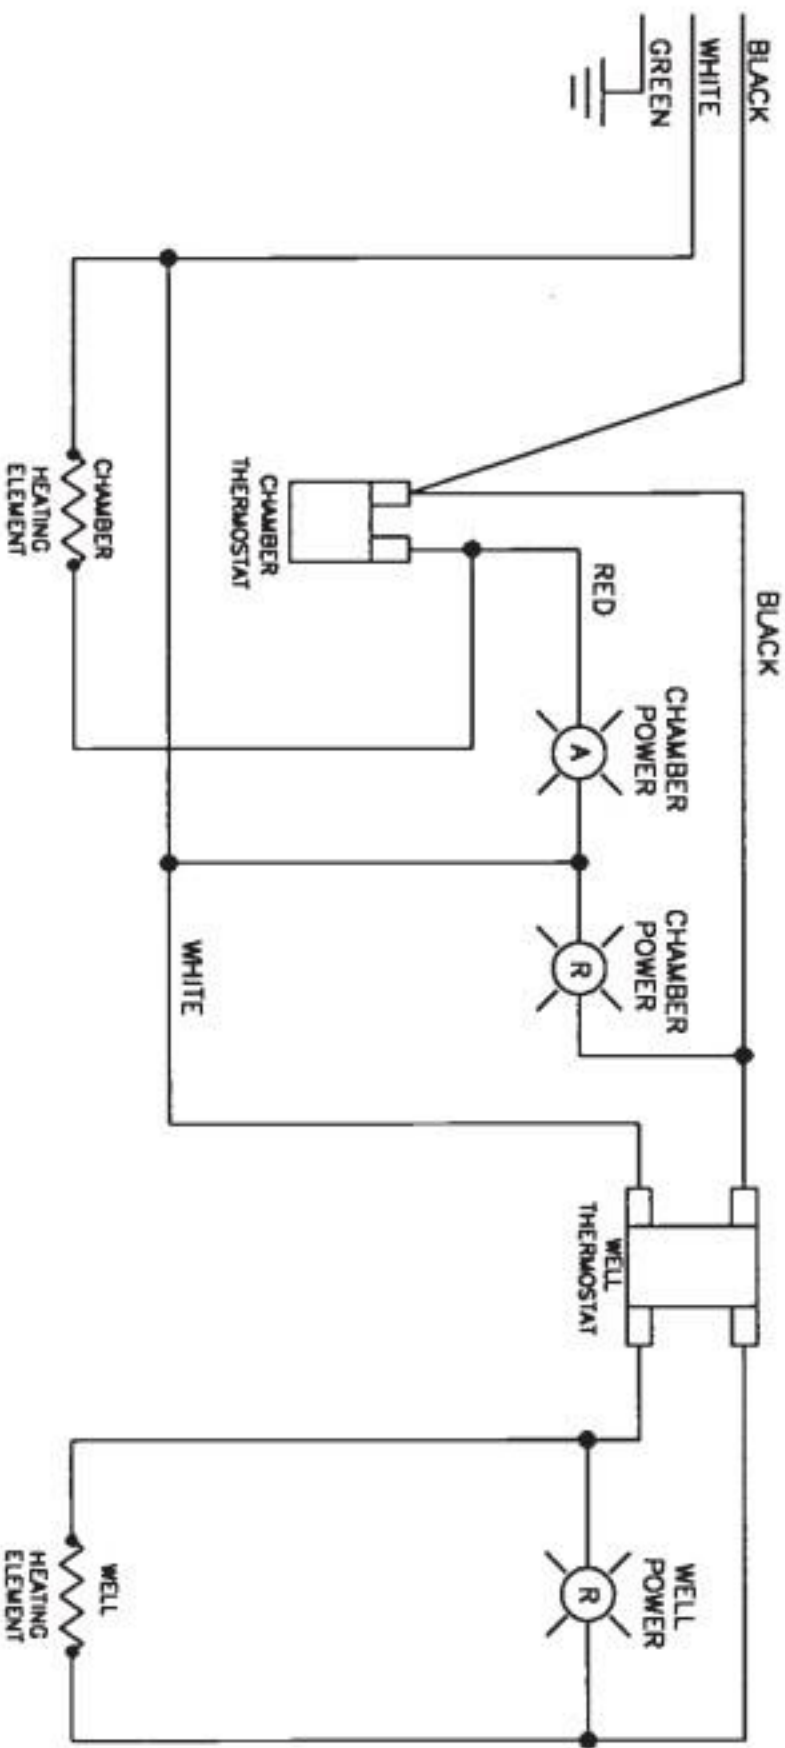 BLACK
WHITE
GREEN
BLACK
CHAMBER
THERMOSTAT
CHAMBER
HEATING
ELEMENT
RED
CHAMBER
POWER
A
CHAMBER
POWER
R
WHITE
WELL
THERMOSTAT
WELL
POWER
R
WELL
HEATING
ELEMENT